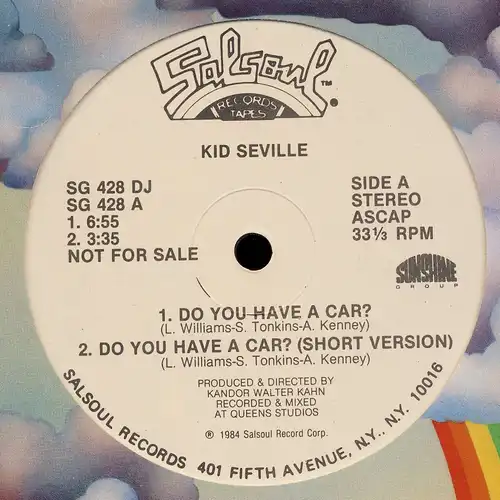 Salsoul ™ ®
RECORDS
TAPES
KID SEVILLE
SG 428 DJ
SG 428 A
1. 6:55
2. 3:35
NOT FOR SALE
SIDE A
STEREO
ASCAP
33 1/3 RPM
SUNSHINE
GROUP
1. DO YOU HAVE A CAR?
(L. Williams-S. Tonkins-A. Kenney)
2. DO YOU HAVE A CAR? (SHORT VERSION)
(L. Williams-S. Tonkins-A. Kenney)
PRODUCED & DIRECTED BY
KANDOR WALTER KAHN
RECORDED & MIXED
AT QUEENS STUDIOS
℗ 1984 Salsoul Record Corp.
SALSOUL RECORDS 401 FIFTH AVENUE, N.Y., N.Y. 10016